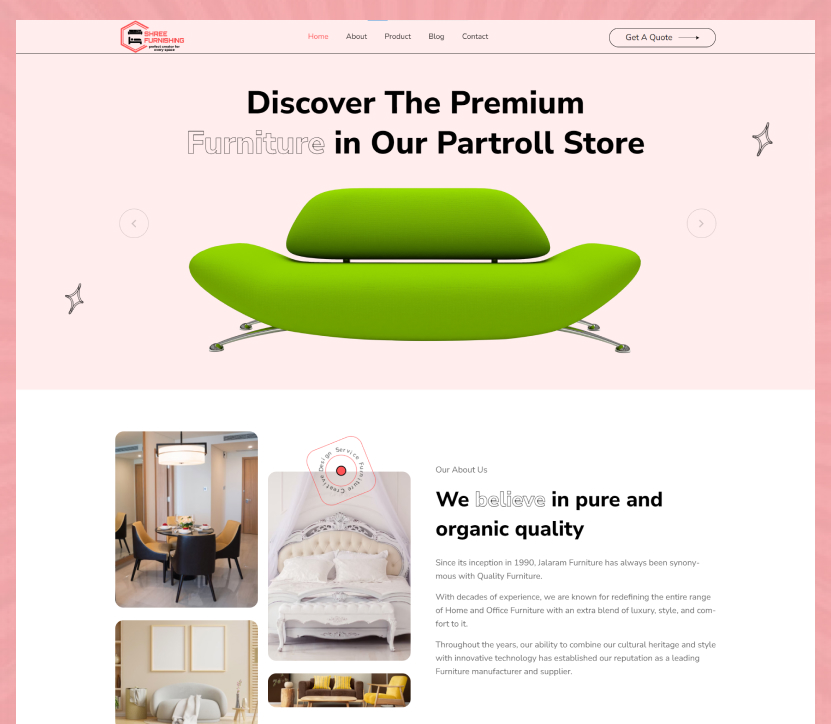 SHREE
FURNISHING
perfect creator for
every space
Home
About
Product
Blog
Contact
Get A Quote
Discover The Premium
Furniture in Our Partroll Store
Design Service Furniture Creative
Our About Us
We believe in pure and
organic quality
Since its inception in 1990, Jalaram Furniture has always been synony-
mous with Quality Furniture.
With decades of experience, we are known for redefining the entire range
of Home and Office Furniture with an extra blend of luxury, style, and com-
fort to it.
Throughout the years, our ability to combine our cultural heritage and style
with innovative technology has established our reputation as a leading
Furniture manufacturer and supplier.